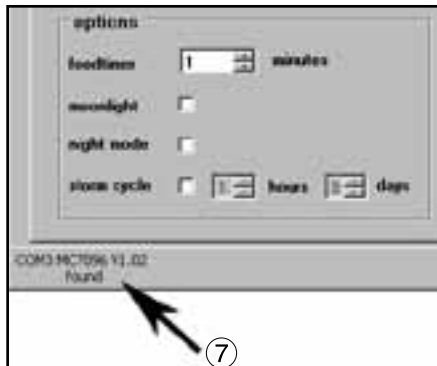 options
foodtimer 1 minutes
moonlight
night mode
storm cycle hours days
COM3 MC7096 V1.02
found
7